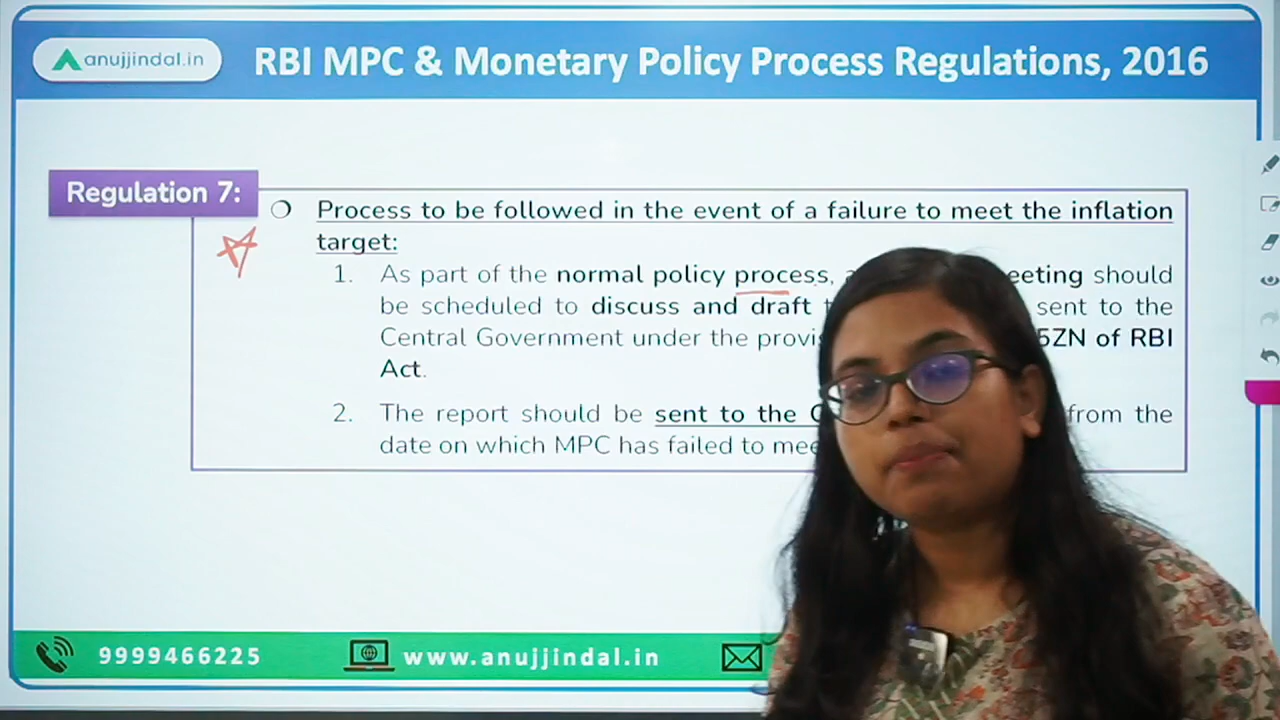 anujjindal.in
RBI MPC & Monetary Policy Process Regulations, 2016
Regulation 7:
Process to be followed in the event of a failure to meet the inflation
target:
1. As part of the normal policy process, should
be scheduled to discuss and draft sent to the
Central Government under the 5ZN of RBI
Act.
2. The report should be sent to the from the
date on which MPC has failed to
9999466225
www.anujjindal.in